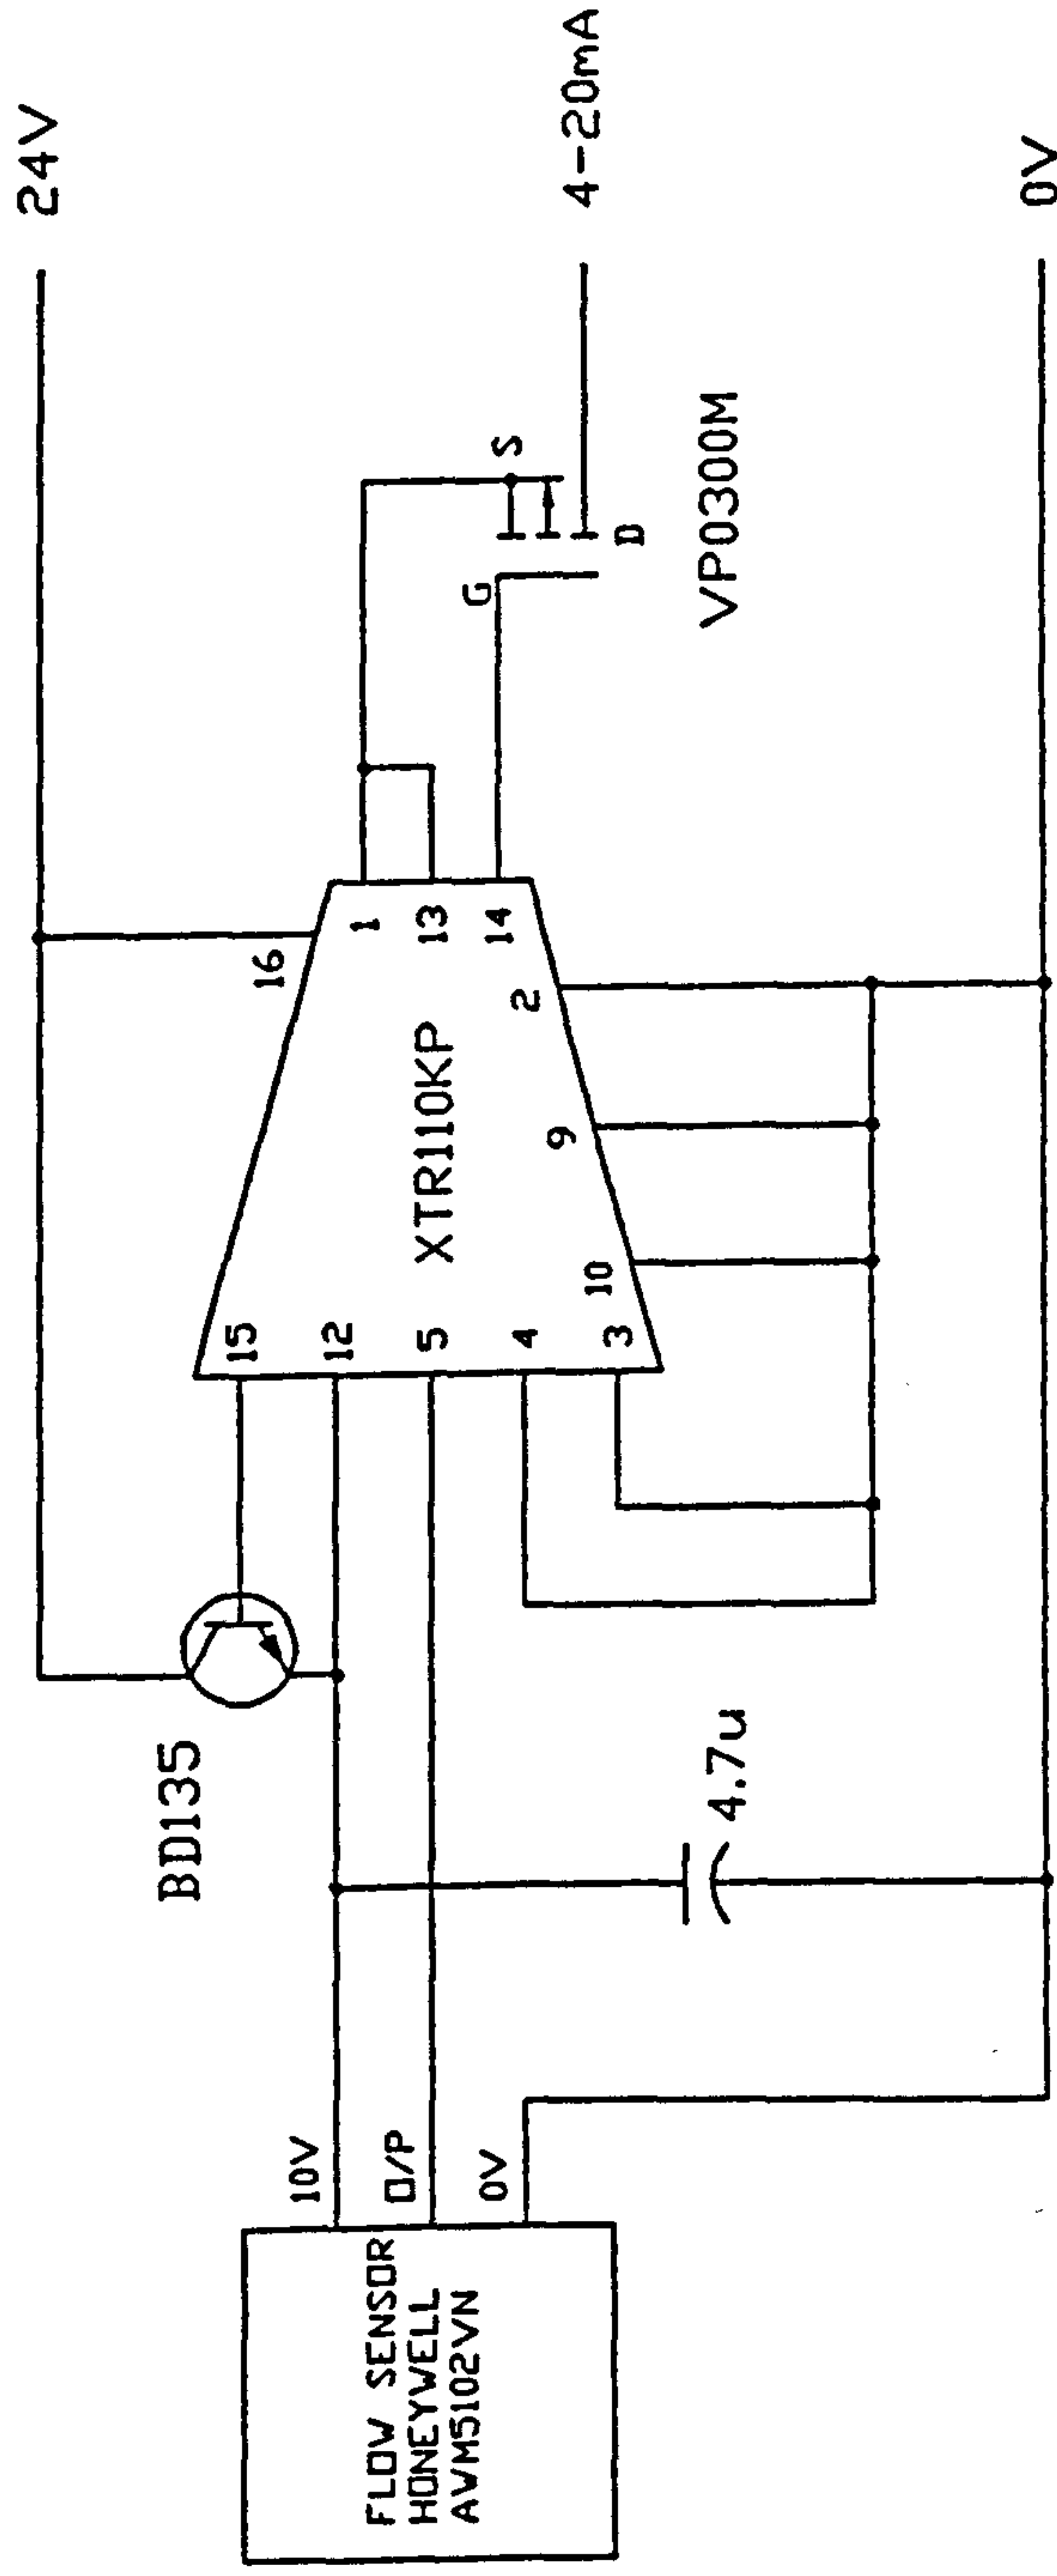 24V
BD135
15
16
12
5
4
3
10
9
2
XTR110KP
1
13
14
G
S
D
VP0300M
4-20mA
10V
O/P
0V
FLOW SENSOR
HONEYWELL
AWM5102VN
4.7u
0V